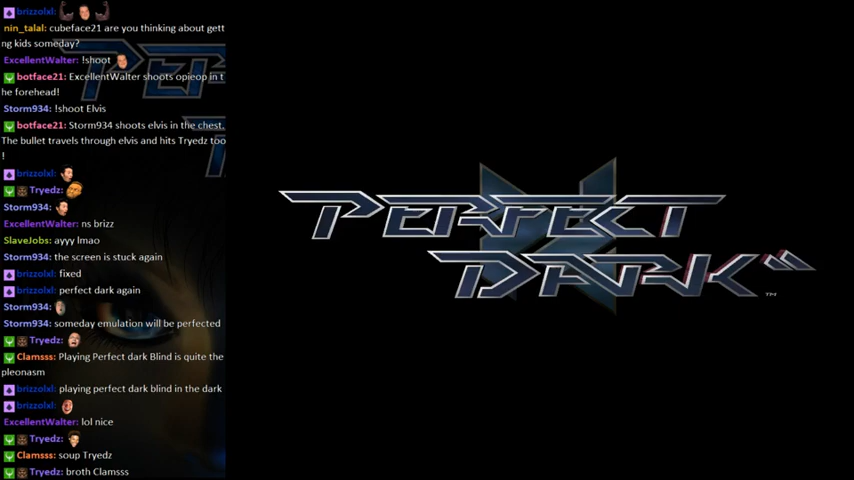 brizzolxl:
nin_talal: cubeface21 are you thinking about gett
ng kids someday?
ExcellentWalter: !shoot
botface21: ExcellentWalter shoots opieop in t
he forehead!
Storm934: !shoot Elvis
botface21: Storm934 shoots elvis in the chest.
The bullet travels through elvis and hits Tryedz too
!
brizzolxl:
Tryedz:
Storm934:
ExcellentWalter: ns brizz
SlaveJobs: ayyy lmao
Storm934: the screen is stuck again
brizzolxl: fixed
brizzolxl: perfect dark again
Storm934:
Storm934: someday emulation will be perfected
Tryedz:
Clamsss: Playing Perfect dark Blind is quite the
pleonasm
brizzolxl: playing perfect dark blind in the dark
brizzolxl:
ExcellentWalter: lol nice
Tryedz:
Clamsss: soup Tryedz
Tryedz: broth Clamsss
PERFECT
DARK
TM